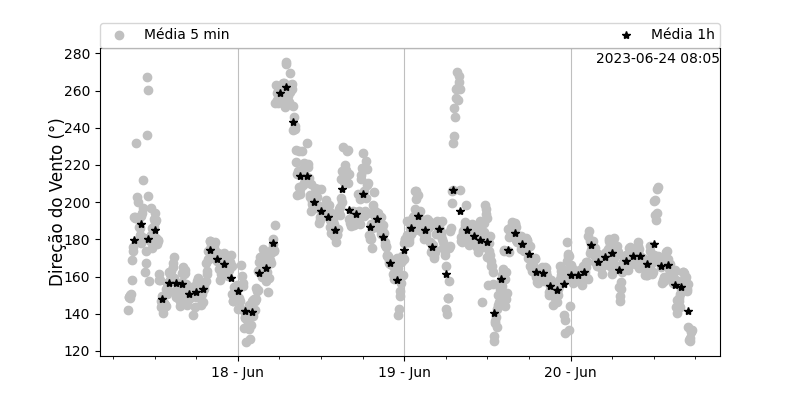 Média 5 min
Média 1h
2023-06-24 08:05
Direção do Vento (°)
280
260
240
220
200
180
160
140
120
18 - Jun
19 - Jun
20 - Jun